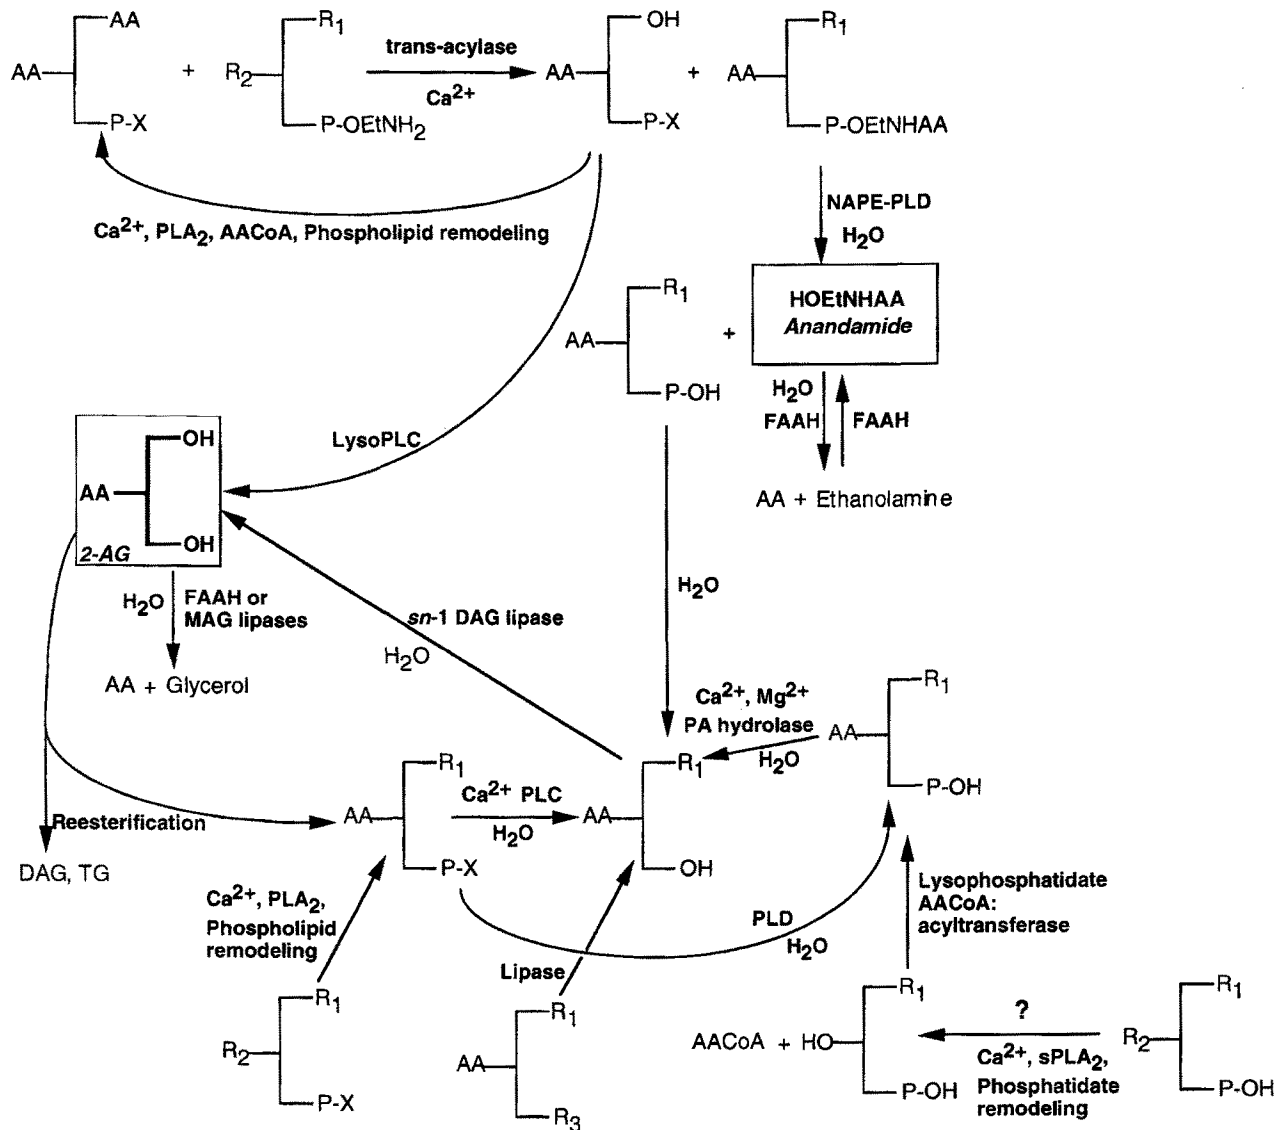 AA
R1
OH
R1
trans-acylase
AA
+
R2
AA
+
AA
Ca2+
P-X
P-OEtNH2
P-X
P-OEtNHAA
NAPE-PLD
H2O
Ca2+, PLA2, AACoA, Phospholipid remodeling
R1
HOEtNHAA
Anandamide
AA
+
P-OH
H2O
FAAH
FAAH
LysoPLC
OH
AA
OH
2-AG
AA + Ethanolamine
H2O
FAAH or
MAG lipases
H2O
sn-1 DAG lipase
H2O
AA + Glycerol
R1
Ca2+, Mg2+
PA hydrolase
AA
H2O
P-OH
R1
R1
Ca2+ PLC
AA
H2O
AA
Reesterification
P-X
OH
DAG, TG
Ca2+, PLA2,
Phospholipid
remodeling
Lysophosphatidate
AACoA:
acyltransferase
PLD
H2O
Lipase
R1
R2
P-X
R1
AA
R3
R1
AACoA + HO
P-OH
?
Ca2+, sPLA2,
Phosphatidate
remodeling
R1
R2
P-OH